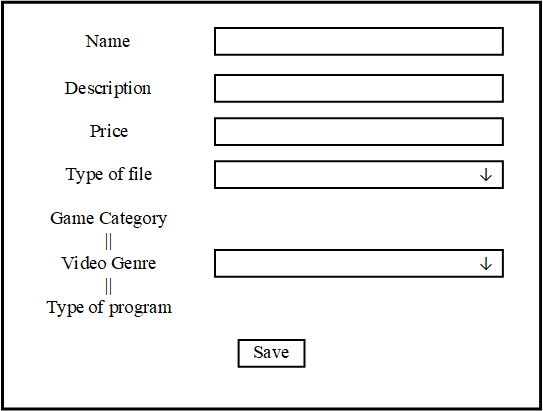 Name
Description
Price
Type of file
Game Category
||
Video Genre
||
Type of program
Save